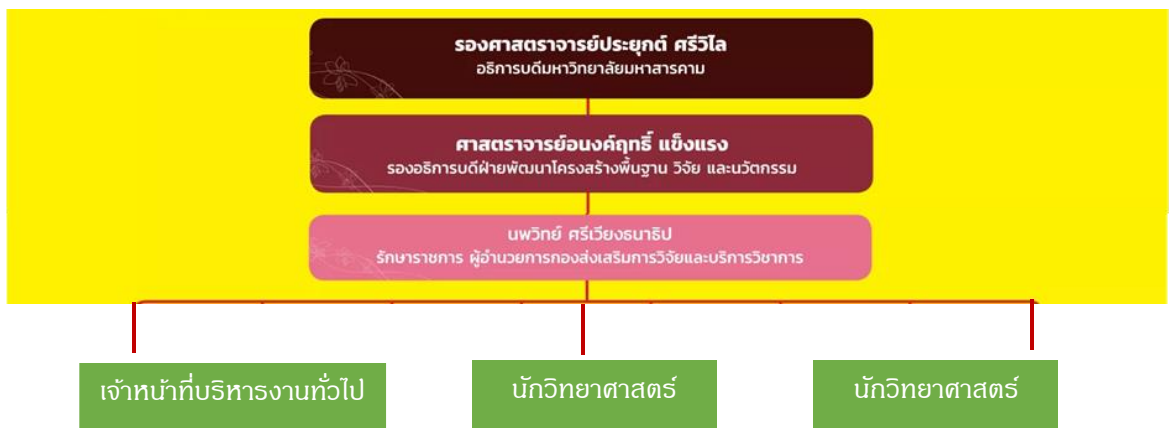 รองศาสตราจารย์ประยุกต์ ศรีวิไล
อธิการบดีมหาวิทยาลัยมหาสารคาม
ศาสตราจารย์อนงค์ฤทธิ์ แข็งแรง
รองอธิการบดีฝ่ายพัฒนาโครงสร้างพื้นฐาน วิจัย และนวัตกรรม
นพวิทย์ ศรีเวียงธนาธิป
รักษาราชการ ผู้อำนวยการกองส่งเสริมการวิจัยและบริการวิชาการ
เจ้าหน้าที่บริหารงานทั่วไป
นักวิทยาศาสตร์
นักวิทยาศาสตร์